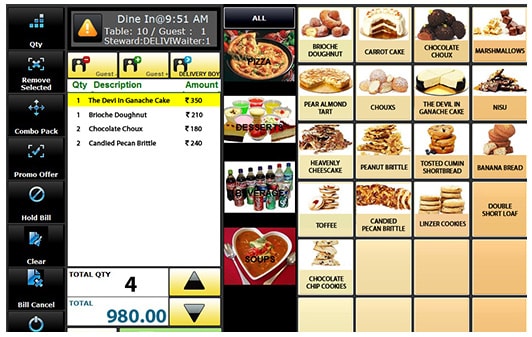 Dine In@9:51 AM
Table: 10 / Guest : 1
Steward:DELIVIWaiter:1
Qty
Remove
Selected
Combo Pack
Promo Offer
Hold Bill
Clear
Bill Cancel
Guest -
Guest +
DELIVERY BOY
Qty Description Amount
1 The Devl In Ganache Cake ₹ 350
1 Brioche Doughnut ₹ 210
2 Chocolate Choux ₹ 180
2 Candied Pecan Brittle ₹ 240
TOTAL QTY
4
TOTAL
980.00
ALL
PIZZA
DESSERTS
BEVERAGE
SOUPS
BRIOCHE
DOUGHNUT
CARROT CAKE
CHOCOLATE
CHOUX
MARSHMALLOWS
PEAR ALMOND
TART
CHOUXS
THE DEVIL IN
GANACHE CAKE
NISU
HEAVENLY
CHEESCAKE
PEANUT BRITTLE
TOSTED CUMIN
SHORTBREAD
BANANA BREAD
TOFFEE
CANDIED
PECAN BRITTLE
LINZER COOKIES
DOUBLE
SHORT LOAF
CHOCOLATE
CHIP COOKIES